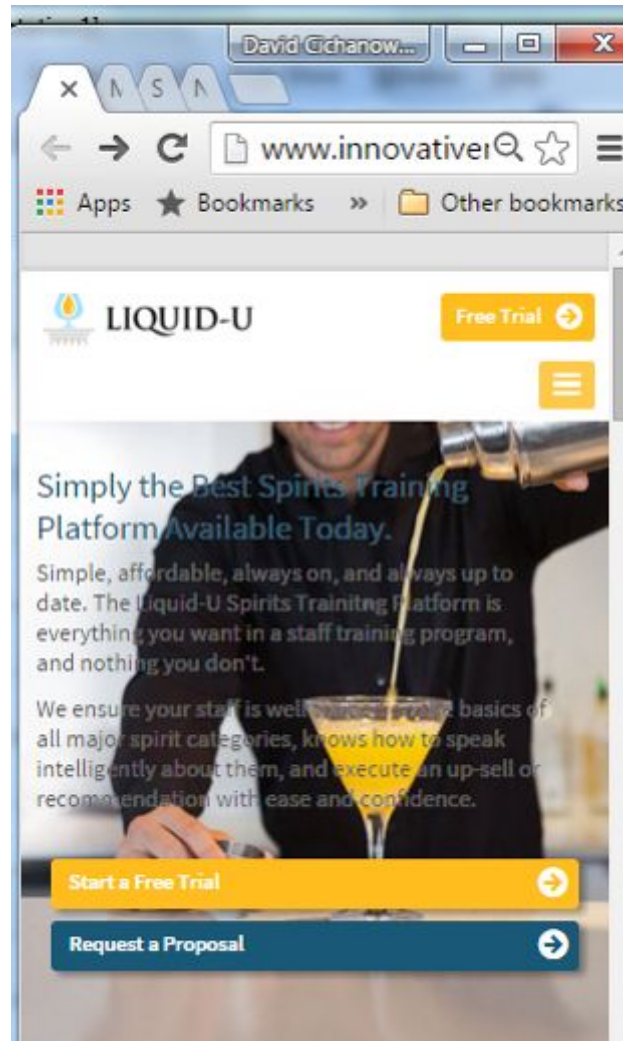 David Cichanow...
N S N
www.innovative
Apps Bookmarks » Other bookmarks
LIQUID-U
Free Trial
Simply the Best Spirits Training
Platform Available Today.
Simple, affordable, always on, and always up to
date. The Liquid-U Spirits Trainitng Platform is
everything you want in a staff training program,
and nothing you don't.
We ensure your staff is well basics of
all major spirit categories, knows how to speak
intelligently about them, and execute an up-sell or
recommendation with ease and confidence.
Start a Free Trial
Request a Proposal